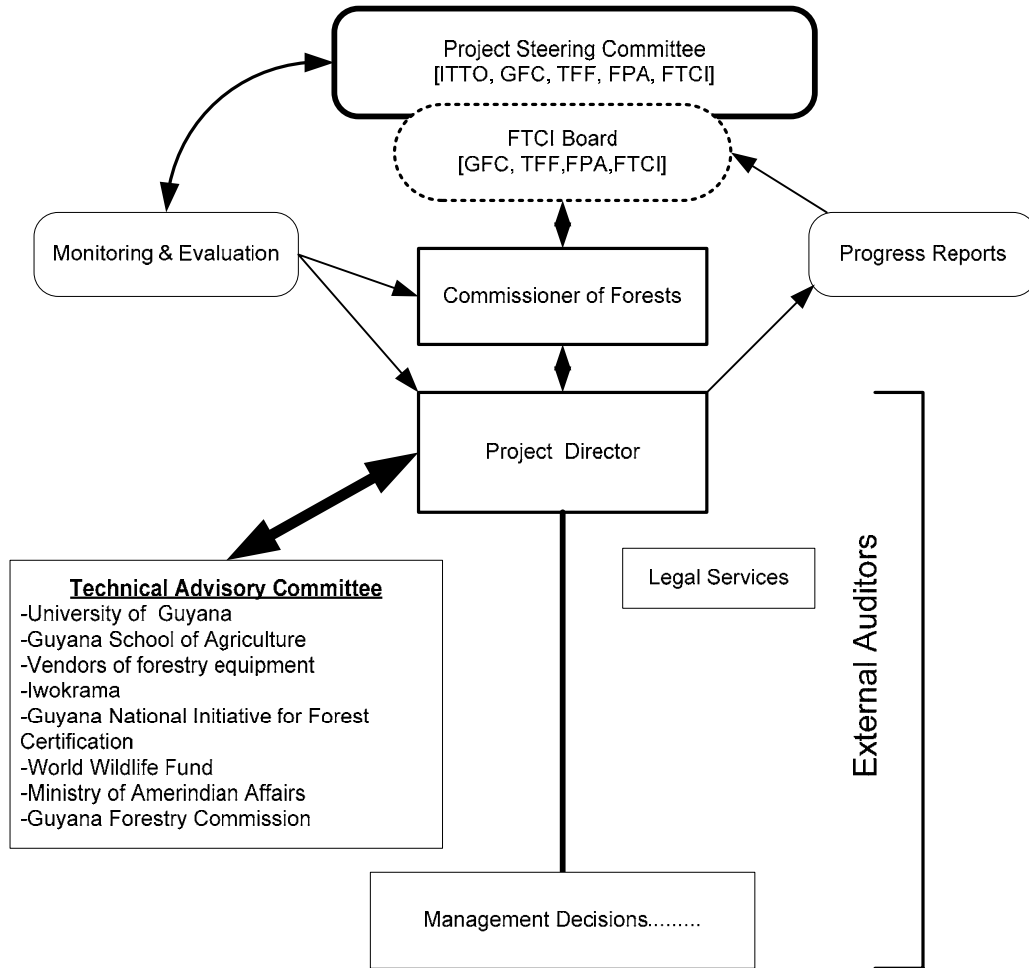 Project Steering Committee
[ITTO, GFC, TFF, FPA, FTCI]
FTCI Board
[GFC, TFF,FPA,FTCI]
Monitoring & Evaluation
Progress Reports
Commissioner of Forests
Project Director
Legal Services
External Auditors
Technical Advisory Committee
-University of Guyana
-Guyana School of Agriculture
-Vendors of forestry equipment
-Iwokrama
-Guyana National Initiative for Forest
Certification
-World Wildlife Fund
-Ministry of Amerindian Affairs
-Guyana Forestry Commission
Management Decisions.........